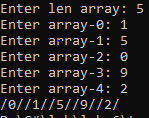 Enter len array: 5
Enter array-0: 1
Enter array-1: 5
Enter array-2: 0
Enter array-3: 9
Enter array-4: 2
/0//1//5//9//2/